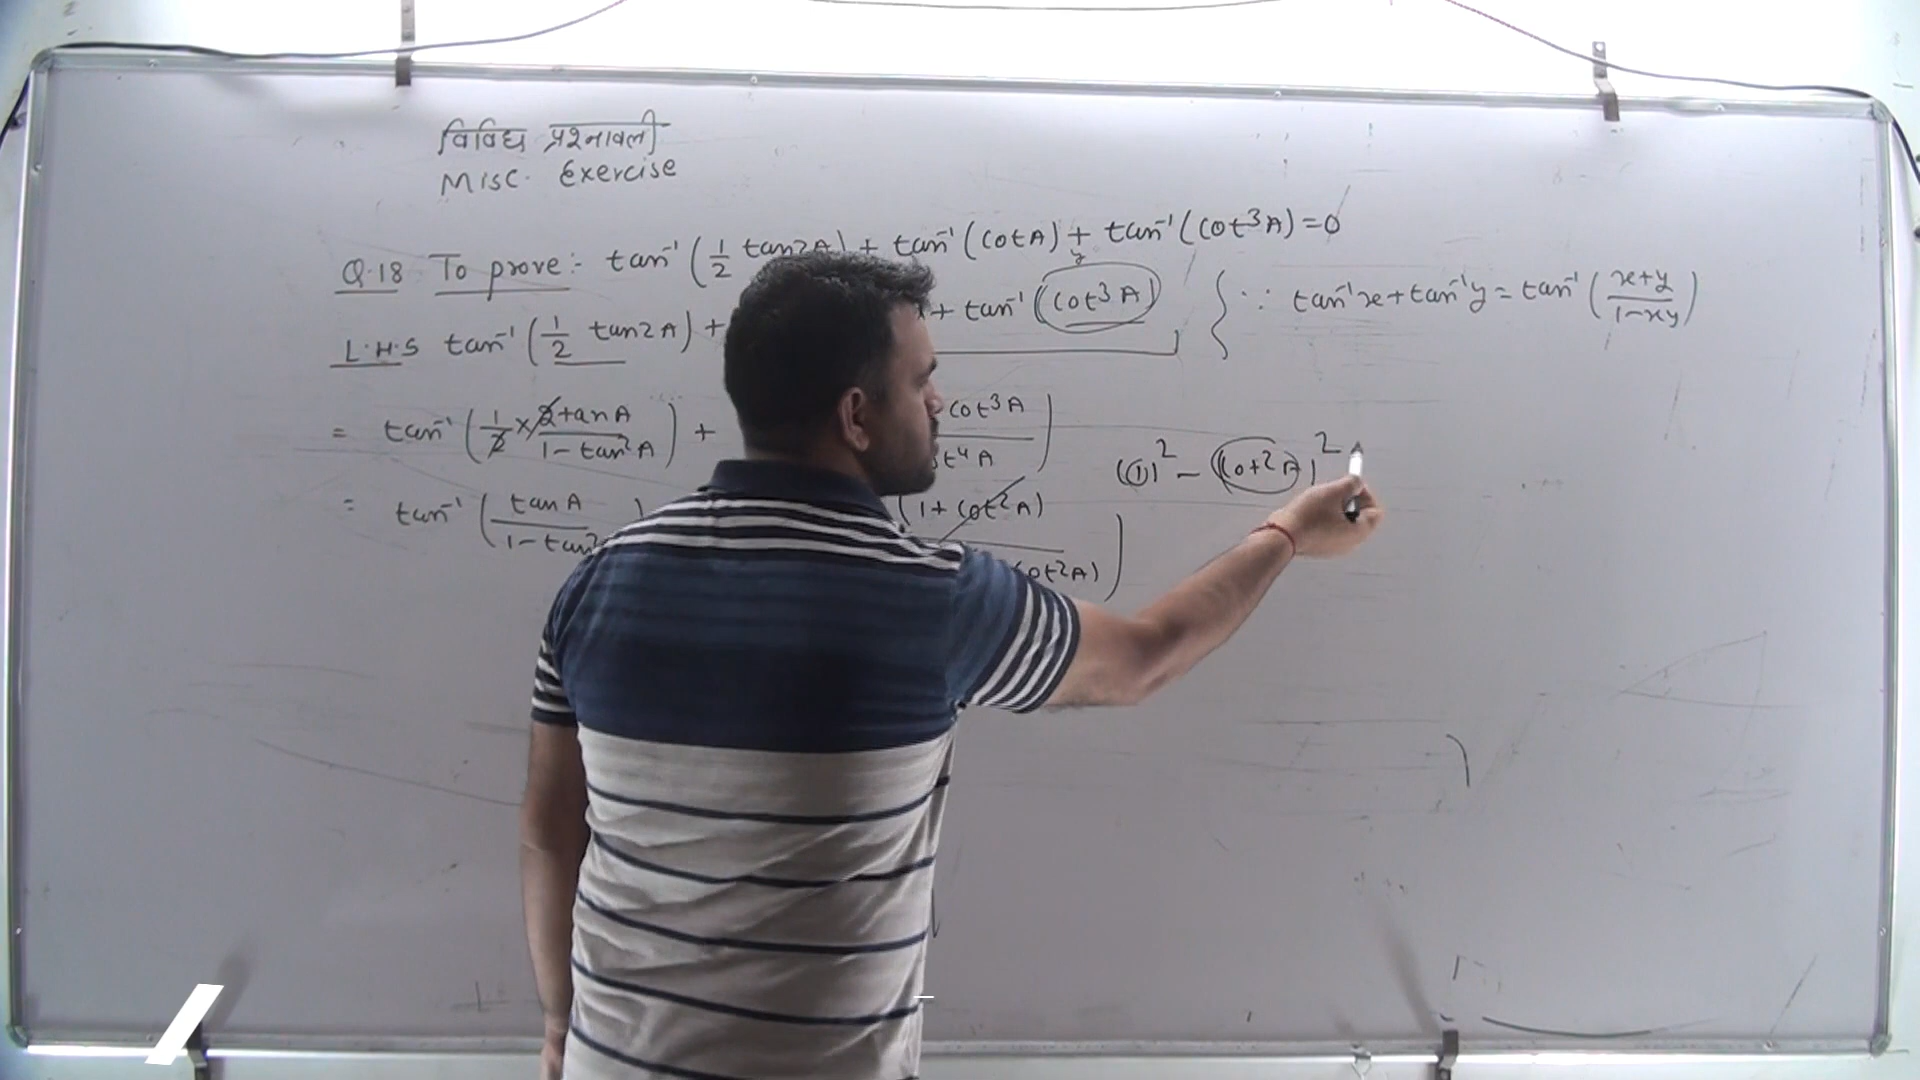 विविध प्रश्नावली
Misc. Exercise
Q.18 To prove:- tan⁻¹(1/2 tan2A) + tan⁻¹(cotA) + tan⁻¹(cot³A)=0
L.H.S tan⁻¹(1/2 tan2A) + + tan⁻¹(cot³A) y
{ ∵ tan⁻¹x+tan⁻¹y=tan⁻¹(x+y/1-xy)
= tan⁻¹(1/2×2tanA/1-tan²A) + cot³A/t⁴A)
(1)²-(cot²A)²
= tan⁻¹(tanA/1-tan²) (1+cot²A)/cot²A))